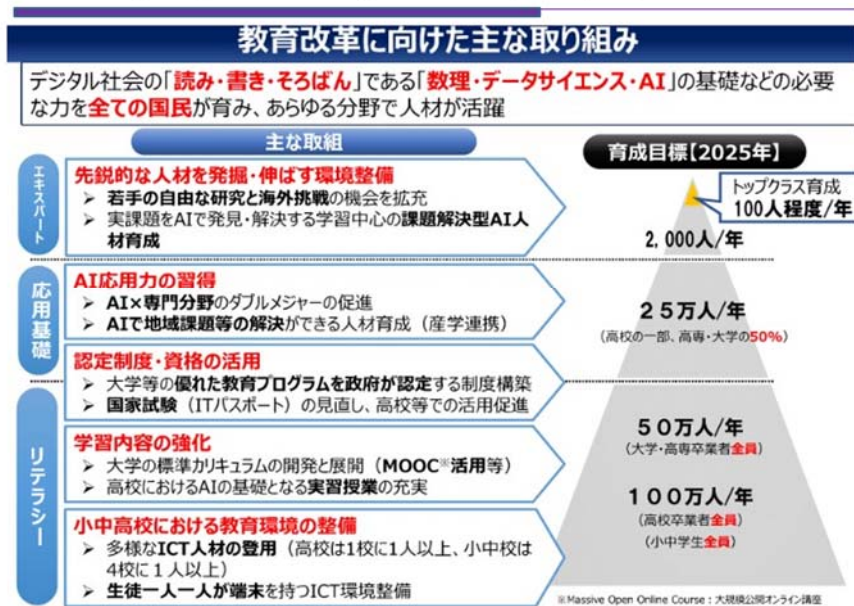 教育改革に向けた主な取り組み
デジタル社会の「読み・書き・そろばん」である「数理・データサイエンス・AI」の基礎などの必要
な力を全ての国民が育み、あらゆる分野で人材が活躍
主な取組
育成目標【2025年】
エキスパート
先鋭的な人材を発掘・伸ばす環境整備
➢ 若手の自由な研究と海外挑戦の機会を拡充
➢ 実課題をAIで発見・解決する学習中心の課題解決型AI人
材育成
トップクラス育成
100人程度/年
2,000人/年
応用基礎
AI応用力の習得
➢ AI×専門分野のダブルメジャーの促進
➢ AIで地域課題等の解決ができる人材育成（産学連携）
25万人/年
（高校の一部、高専・大学の50%）
認定制度・資格の活用
➢ 大学等の優れた教育プログラムを政府が認定する制度構築
➢ 国家試験（ITパスポート）の見直し、高校等での活用促進
リテラシー
学習内容の強化
➢ 大学の標準カリキュラムの開発と展開（MOOC※活用等）
➢ 高校におけるAIの基礎となる実習授業の充実
50万人/年
（大学・高専卒業者全員）
小中高校における教育環境の整備
➢ 多様なICT人材の登用（高校は1校に1人以上、小中校は
4校に1人以上）
➢ 生徒一人一人が端末を持つICT環境整備
100万人/年
（高校卒業者全員）
（小中学生全員）
※Massive Open Online Course：大規模公開オンライン講座